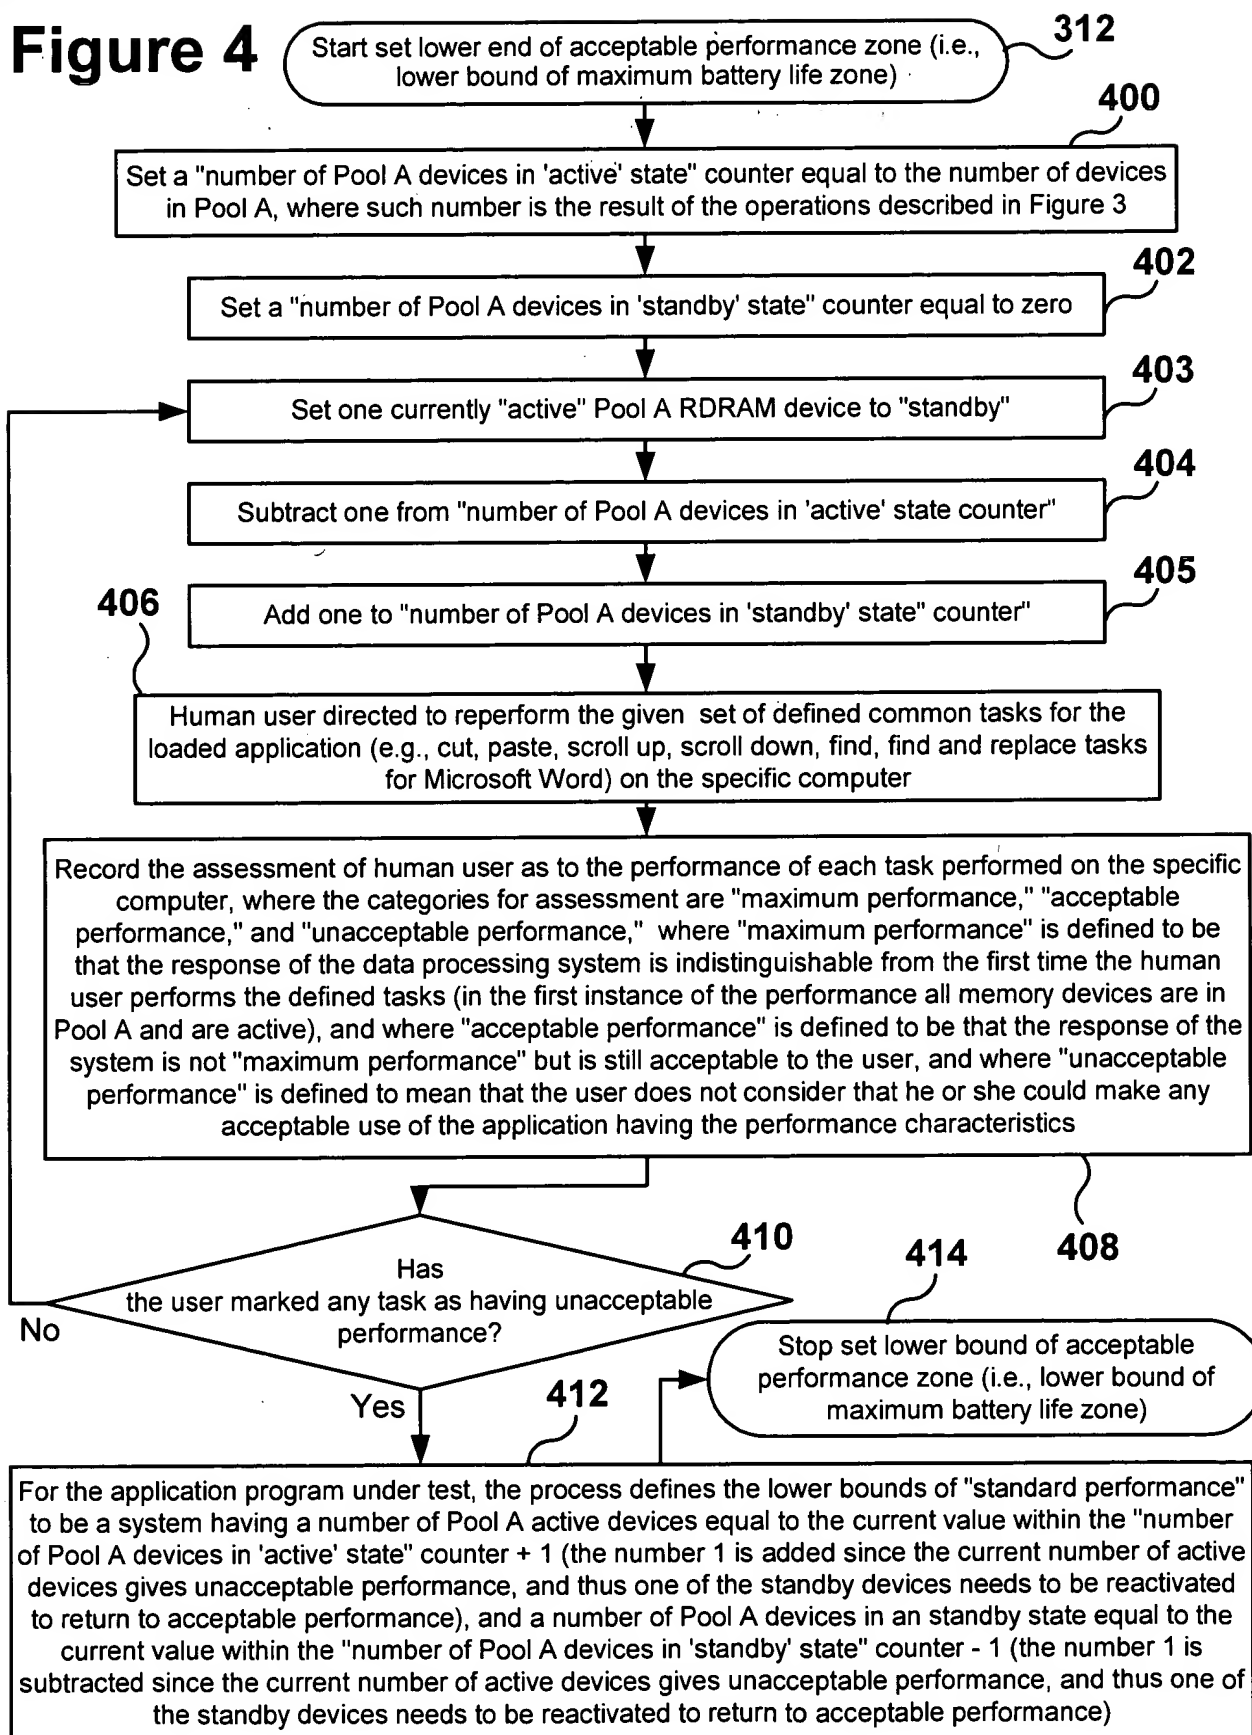 Figure 4
Start set lower end of acceptable performance zone (i.e.,
lower bound of maximum battery life zone)
312
400
Set a "number of Pool A devices in 'active' state" counter equal to the number of devices
in Pool A, where such number is the result of the operations described in Figure 3
402
Set a "number of Pool A devices in 'standby' state" counter equal to zero
403
Set one currently "active" Pool A RDRAM device to "standby"
404
Subtract one from "number of Pool A devices in 'active' state counter"
405
Add one to "number of Pool A devices in 'standby' state" counter"
406
Human user directed to reperform the given set of defined common tasks for the
loaded application (e.g., cut, paste, scroll up, scroll down, find, find and replace tasks
for Microsoft Word) on the specific computer
Record the assessment of human user as to the performance of each task performed on the specific
computer, where the categories for assessment are "maximum performance," "acceptable
performance," and "unacceptable performance," where "maximum performance" is defined to be
that the response of the data processing system is indistinguishable from the first time the human
user performs the defined tasks (in the first instance of the performance all memory devices are in
Pool A and are active), and where "acceptable performance" is defined to be that the response of the
system is not "maximum performance" but is still acceptable to the user, and where "unacceptable
performance" is defined to mean that the user does not consider that he or she could make any
acceptable use of the application having the performance characteristics
408
410
Has
the user marked any task as having unacceptable
performance?
No
Yes
414
Stop set lower bound of acceptable
performance zone (i.e., lower bound of
maximum battery life zone)
412
For the application program under test, the process defines the lower bounds of "standard performance"
to be a system having a number of Pool A active devices equal to the current value within the "number
of Pool A devices in 'active' state" counter + 1 (the number 1 is added since the current number of active
devices gives unacceptable performance, and thus one of the standby devices needs to be reactivated
to return to acceptable performance), and a number of Pool A devices in an standby state equal to the
current value within the "number of Pool A devices in 'standby' state" counter - 1 (the number 1 is
subtracted since the current number of active devices gives unacceptable performance, and thus one of
the standby devices needs to be reactivated to return to acceptable performance)